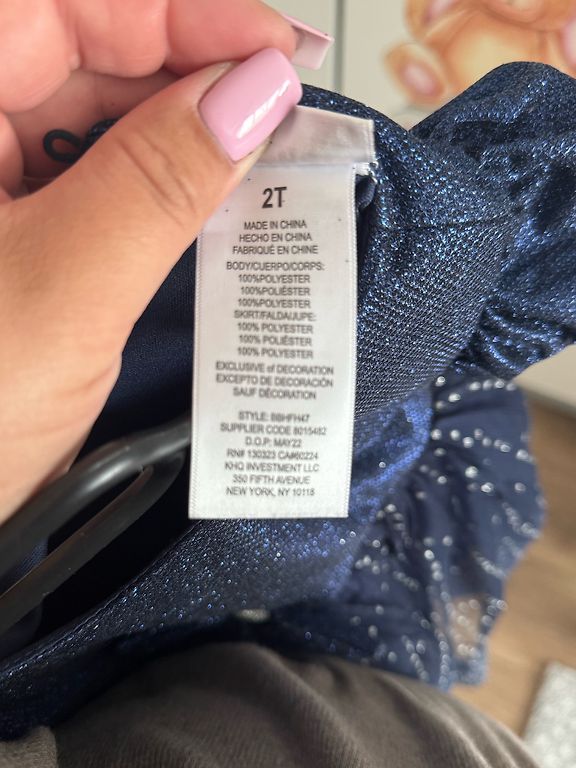 2T
MADE IN CHINA
HECHO EN CHINA
FABRIQUÉ EN CHINE
BODY/CUERPO/CORPS:
100%POLYESTER
100%POLIÉSTER
100%POLYESTER
SKIRT/FALDA/JUPE:
100% POLYESTER
100% POLIÉSTER
100% POLYESTER
EXCLUSIVE of DECORATION
EXCEPTO DE DECORACIÓN
SAUF DÉCORATION
STYLE: BBHFH47
SUPPLIER CODE 8015482
D.O.P: MAY22
RN# 130323 CA#60224
KHQ INVESTMENT LLC
350 FIFTH AVENUE
NEW YORK, NY 10118